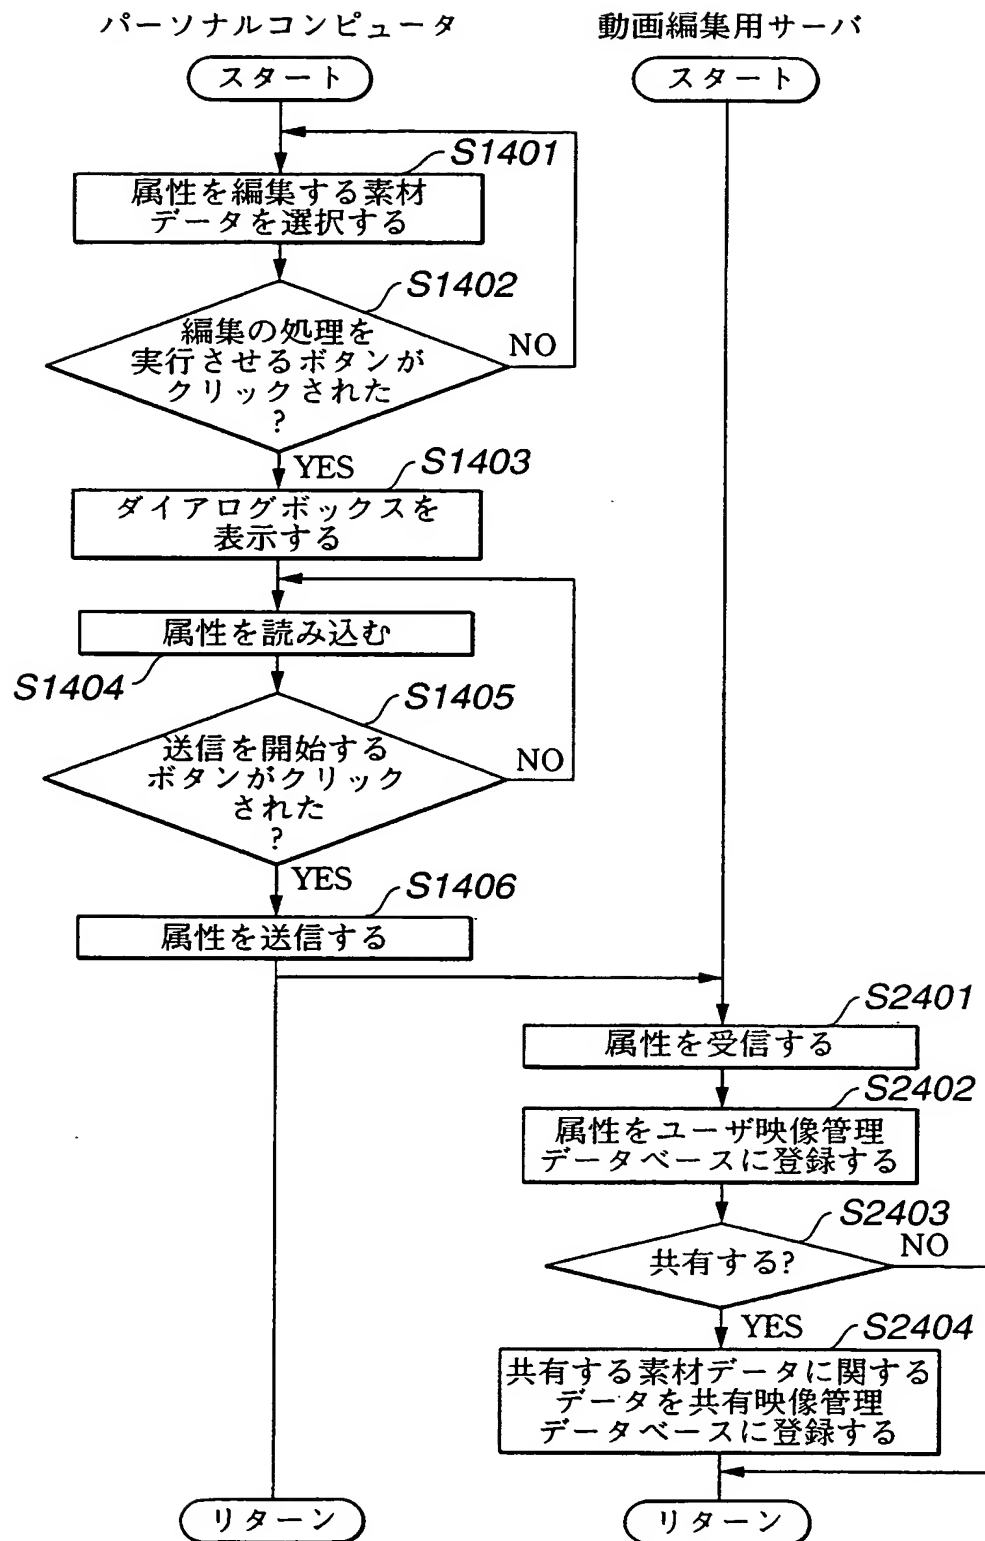 パーソナルコンピュータ
動画編集用サーバ
スタート
スタート
S1401
属性を編集する素材
データを選択する
S1402
編集の処理を
実行させるボタンが
クリックされた
?
NO
YES
S1403
ダイアログボックスを
表示する
属性を読み込む
S1404
S1405
送信を開始する
ボタンがクリック
された
?
NO
YES
S1406
属性を送信する
S2401
属性を受信する
S2402
属性をユーザ映像管理
データベースに登録する
S2403
共有する?
NO
YES
S2404
共有する素材データに関する
データを共有映像管理
データベースに登録する
リターン
リターン